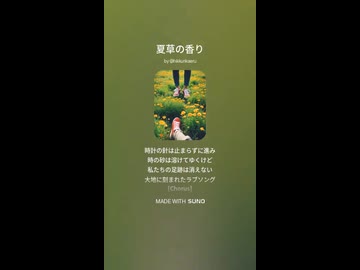 夏草の香り
時計の針は止まらずに進み
時の砂は溶けてゆくけど
私たちの足跡は消えない
大地に刻まれたラブソング
[Chorus]
MADE WITH SUNO